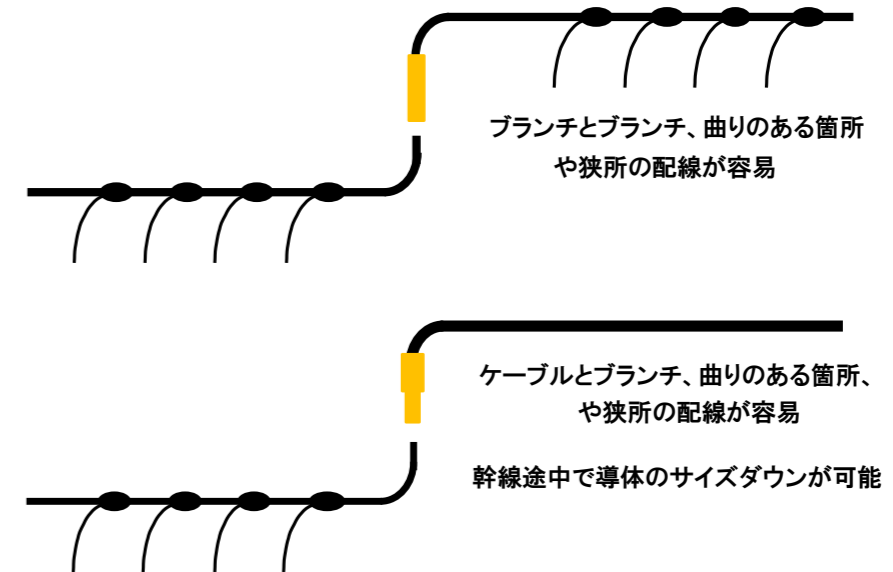 ブランチとブランチ、曲りのある箇所
や狭所の配線が容易
ケーブルとブランチ、曲りのある箇所、
や狭所の配線が容易
幹線途中で導体のサイズダウンが可能